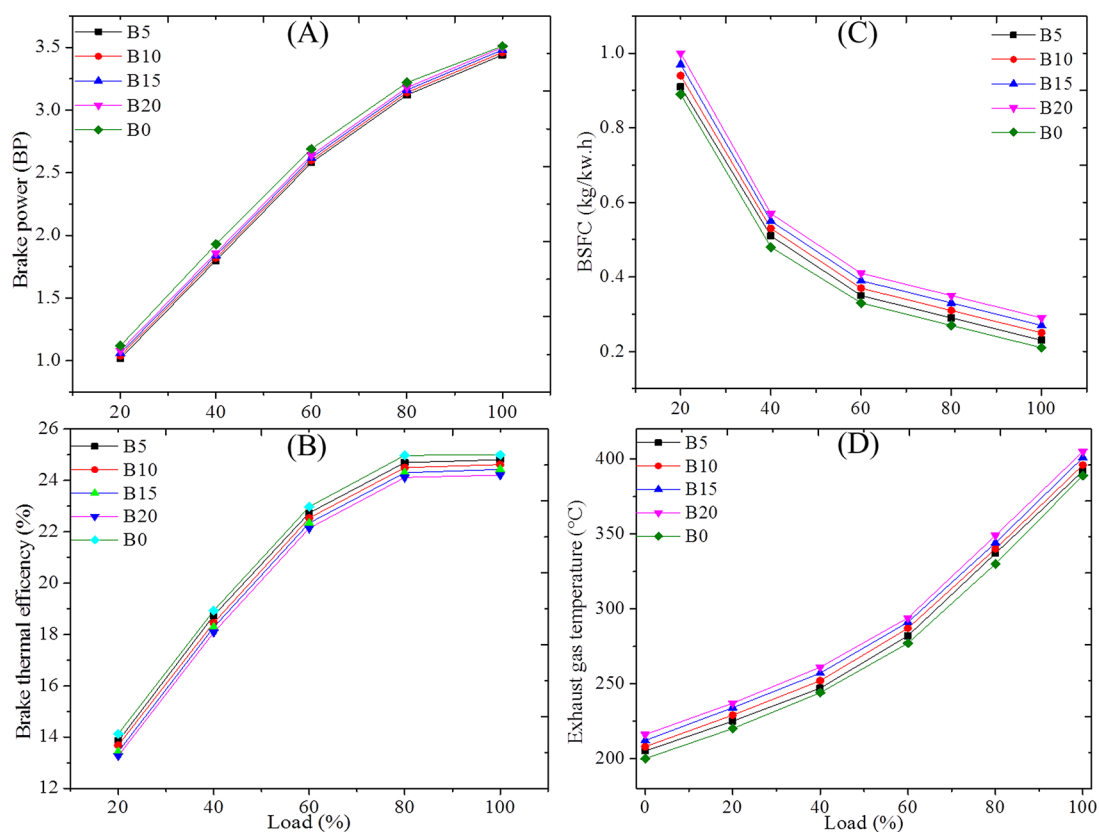 (A)
B5
B10
B15
B20
B0
3.5
3.0
2.5
2.0
1.5
1.0
Brake power (BP)
20 40 60 80 100
(C)
B5
B10
B15
B20
B0
1.0
0.8
0.6
0.4
0.2
BSFC (kg/kw.h)
20 40 60 80 100
(B)
B5
B10
B15
B20
B0
26
24
22
20
18
16
14
12
Brake thermal efficency (%)
20 40 60 80 100
Load (%)
(D)
B5
B10
B15
B20
B0
400
350
300
250
200
Exhaust gas temperature (°C)
0 20 40 60 80 100
Load (%)